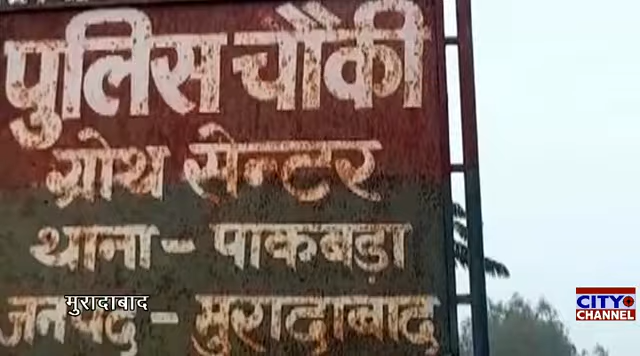 पुलिस चौकी
ग्रोथ सेन्टर
थाना - पाकबड़ा
जनपद - मुरादाबाद
मुरादाबाद
CITY
CHANNEL